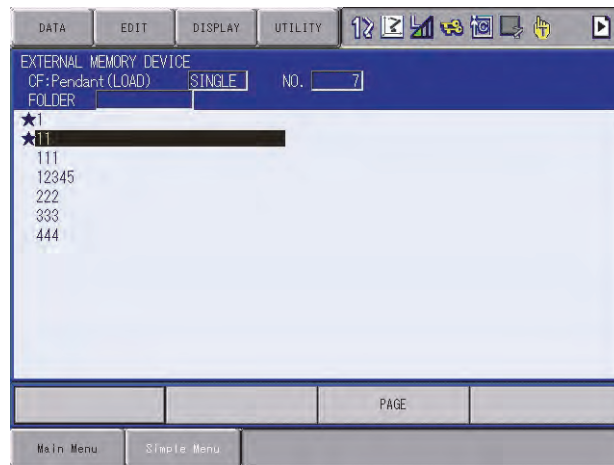 DATA EDIT DISPLAY UTILITY
EXTERNAL MEMORY DEVICE
CF:Pendant(LOAD) SINGLE NO. 7
FOLDER
★1
★11
111
12345
222
333
444
PAGE
Main Menu Simple Menu